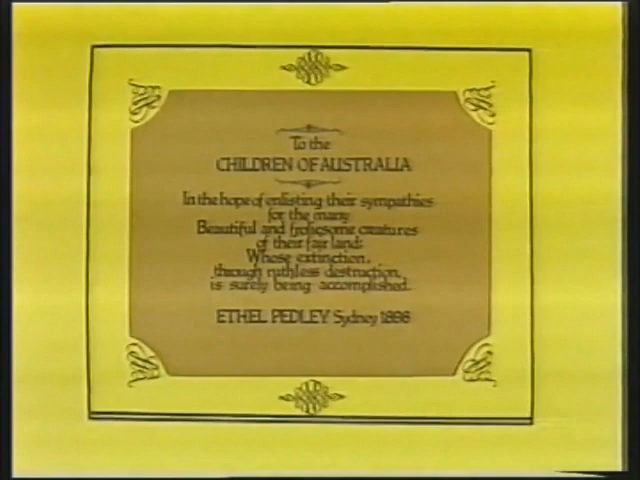 To the
CHILDREN OF AUSTRALIA
In the hope of enlisting their sympathies
for the many
Beautiful and frolicsome creatures
of their fair land;
Whose extinction,
through ruthless destruction,
is surely being accomplished.
ETHEL PEDLEY Sydney 1898